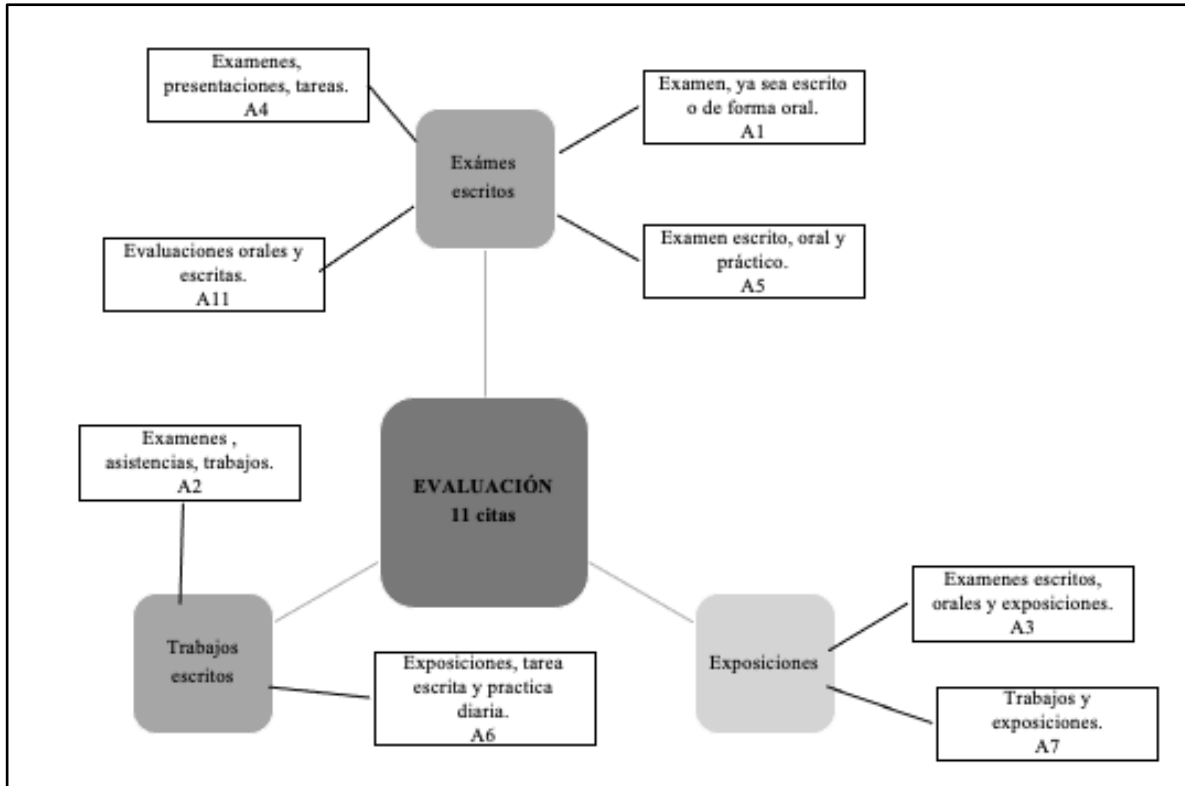 Examenes,
presentaciones, tareas.
A4
Examen, ya sea escrito
o de forma oral.
A1
Exámes
escritos
Evaluaciones orales y
escritas.
A11
Examen escrito, oral y
práctico.
A5
EVALUACIÓN
11 citas
Examenes ,
asistencias, trabajos.
A2
Trabajos
escritos
Exposiciones, tarea
escrita y practica
diaria.
A6
Exposiciones
Examenes escritos,
orales y exposiciones.
A3
Trabajos y
exposiciones.
A7